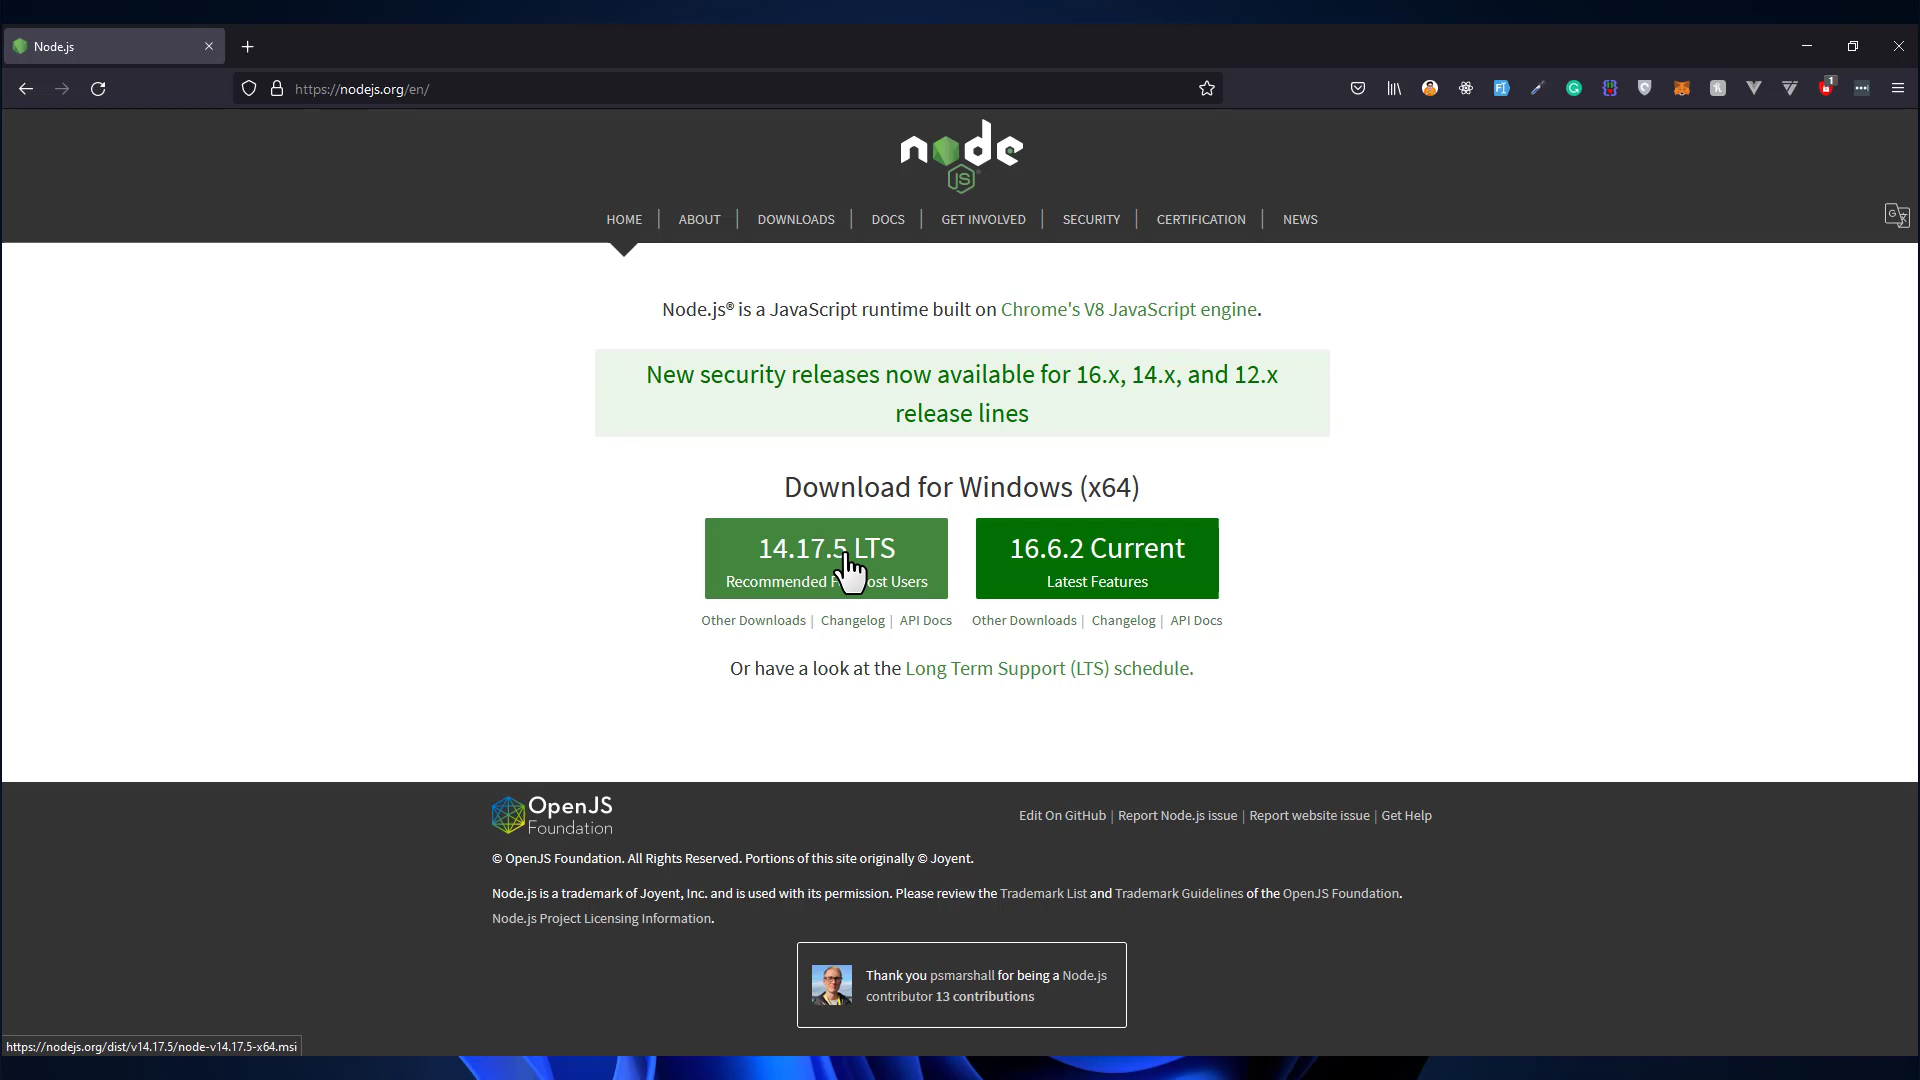 Node.js
https://nodejs.org/en/
1
node
JS
HOME | ABOUT | DOWNLOADS | DOCS | GET INVOLVED | SECURITY | CERTIFICATION | NEWS
Node.js® is a JavaScript runtime built on Chrome's V8 JavaScript engine.
New security releases now available for 16.x, 14.x, and 12.x
release lines
Download for Windows (x64)
14.17.5 LTS
Recommended F ost Users
16.6.2 Current
Latest Features
Other Downloads | Changelog | API Docs
Other Downloads | Changelog | API Docs
Or have a look at the Long Term Support (LTS) schedule.
OpenJS
Foundation
Edit On GitHub | Report Node.js issue | Report website issue | Get Help
© OpenJS Foundation. All Rights Reserved. Portions of this site originally © Joyent.
Node.js is a trademark of Joyent, Inc. and is used with its permission. Please review the Trademark List and Trademark Guidelines of the OpenJS Foundation.
Node.js Project Licensing Information.
Thank you psmarshall for being a Node.js
contributor 13 contributions
https://nodejs.org/dist/v14.17.5/node-v14.17.5-x64.msi